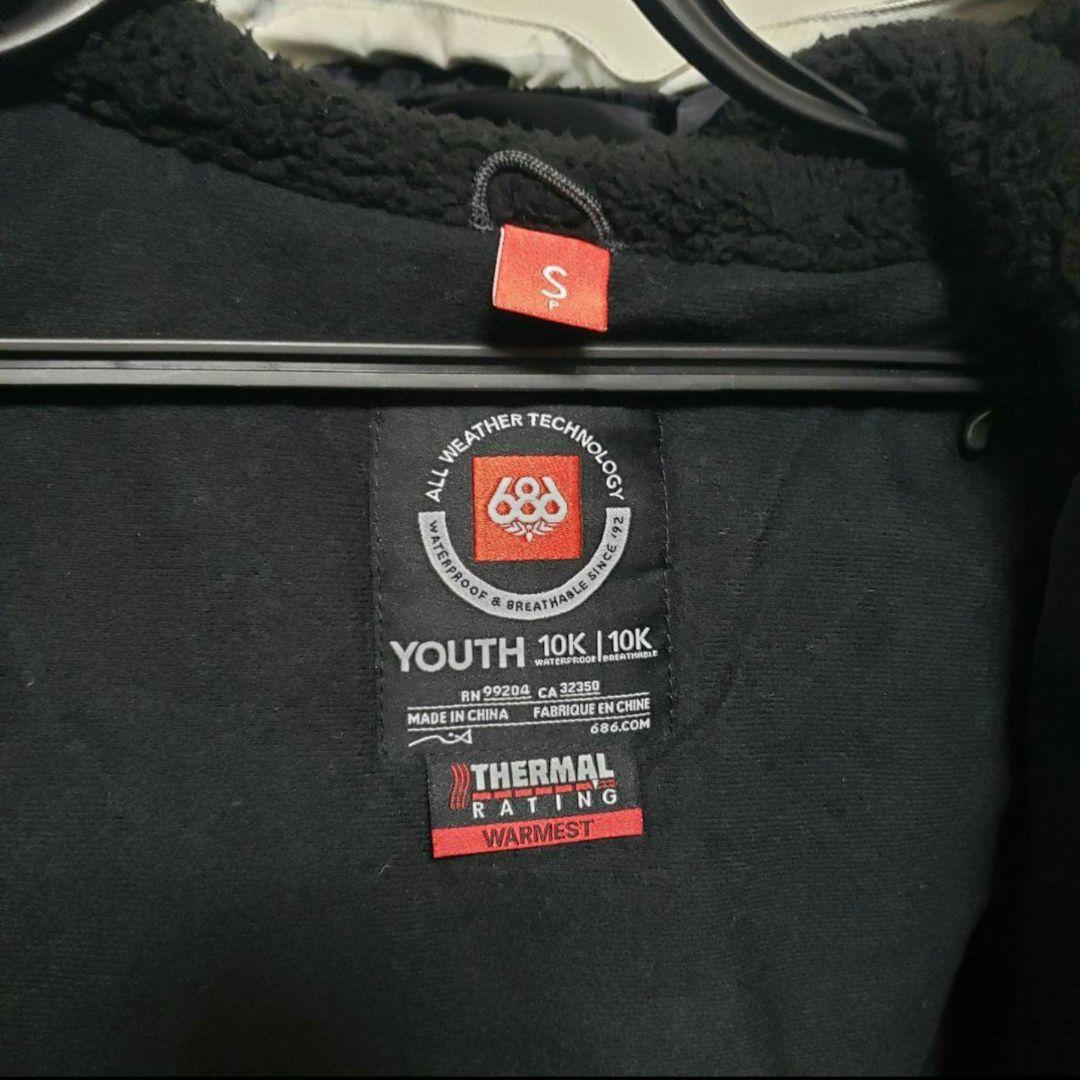 S
P
ALL WEATHER TECHNOLOGY
686
WATERPROOF & BREATHABLE SINCE '92
YOUTH 10K | 10K
WATERPROOF BREATHABLE
RN 99204 CA 32350
MADE IN CHINA FABRIQUE EN CHINE
686.COM
THERMAL
RATING
WARMEST